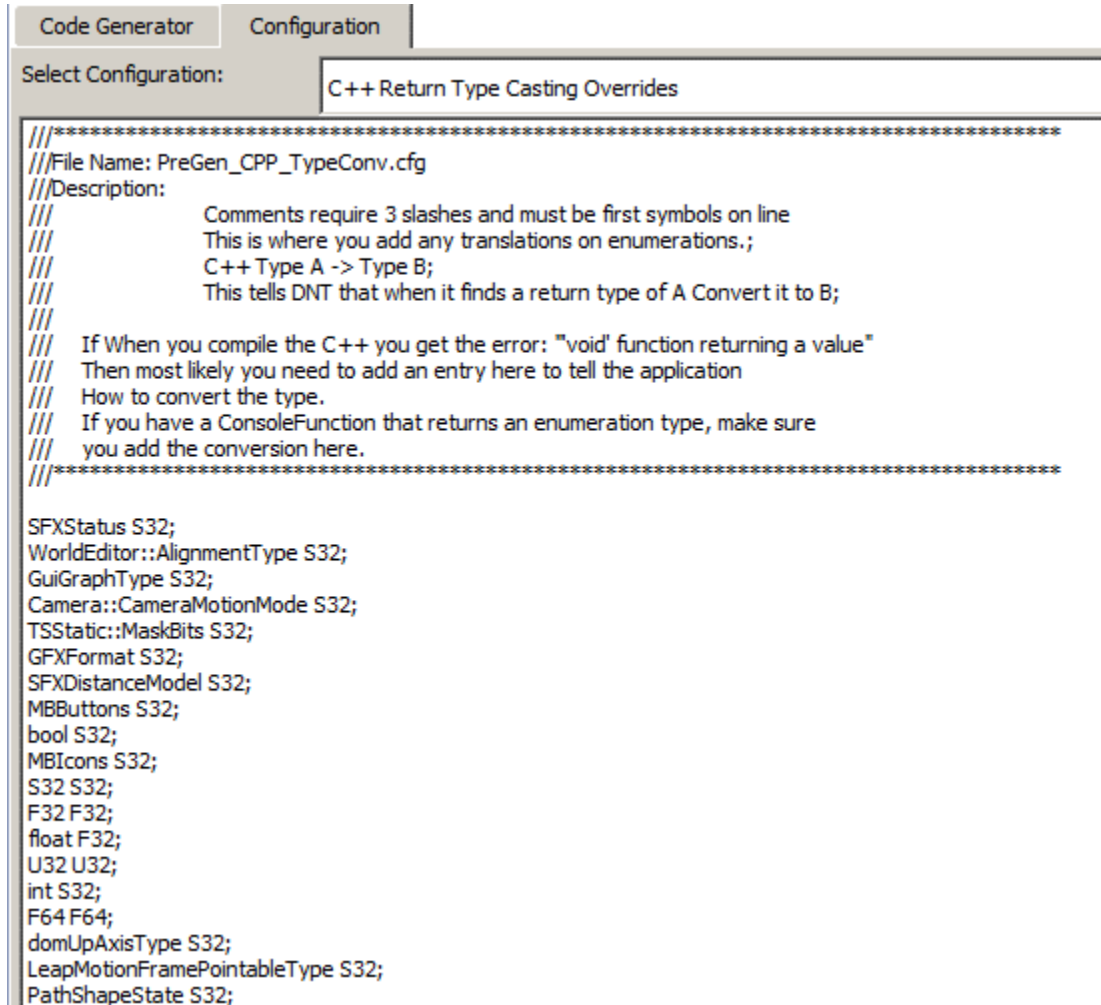 Code Generator Configuration
Select Configuration: C++ Return Type Casting Overrides
///************************************************************************************
///File Name: PreGen_CPP_TypeConv.cfg
///Description:
/// Comments require 3 slashes and must be first symbols on line
/// This is where you add any translations on enumerations.;
/// C++ Type A -> Type B;
/// This tells DNT that when it finds a return type of A Convert it to B;
///
/// If When you compile the C++ you get the error: "'void' function returning a value"
/// Then most likely you need to add an entry here to tell the application
/// How to convert the type.
/// If you have a ConsoleFunction that returns an enumeration type, make sure
/// you add the conversion here.
///************************************************************************************
SFXStatus S32;
WorldEditor::AlignmentType S32;
GuiGraphType S32;
Camera::CameraMotionMode S32;
TSStatic::MaskBits S32;
GFXFormat S32;
SFXDistanceModel S32;
MBButtons S32;
bool S32;
MBIcons S32;
S32 S32;
F32 F32;
float F32;
U32 U32;
int S32;
F64 F64;
domUpAxisType S32;
LeapMotionFramePointableType S32;
PathShapeState S32;